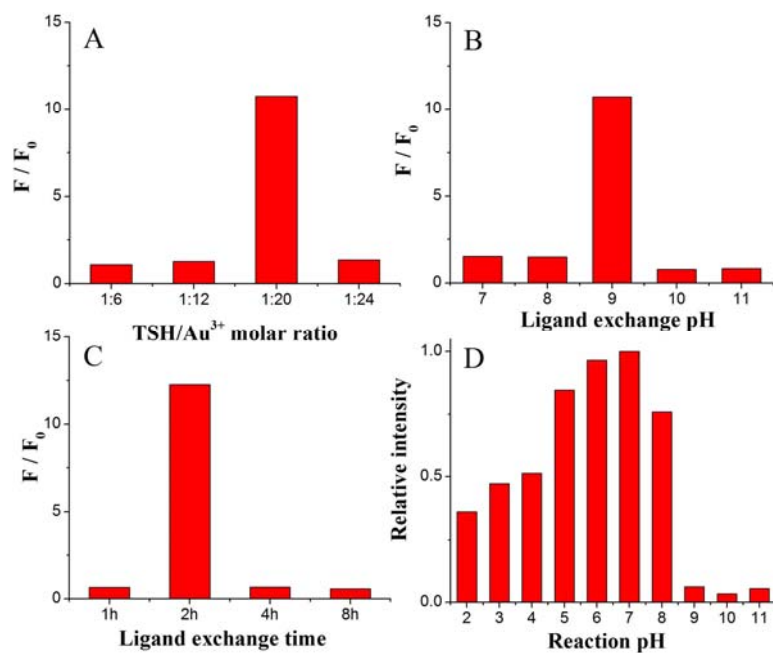 A
F / F₀
15
10
5
0
1:6 1:12 1:20 1:24
TSH/Au³⁺ molar ratio
B
F / F₀
15
10
5
0
7 8 9 10 11
Ligand exchange pH
C
F / F₀
15
10
5
0
1h 2h 4h 8h
Ligand exchange time
D
Relative intensity
1.0
0.5
0.0
2 3 4 5 6 7 8 9 10 11
Reaction pH